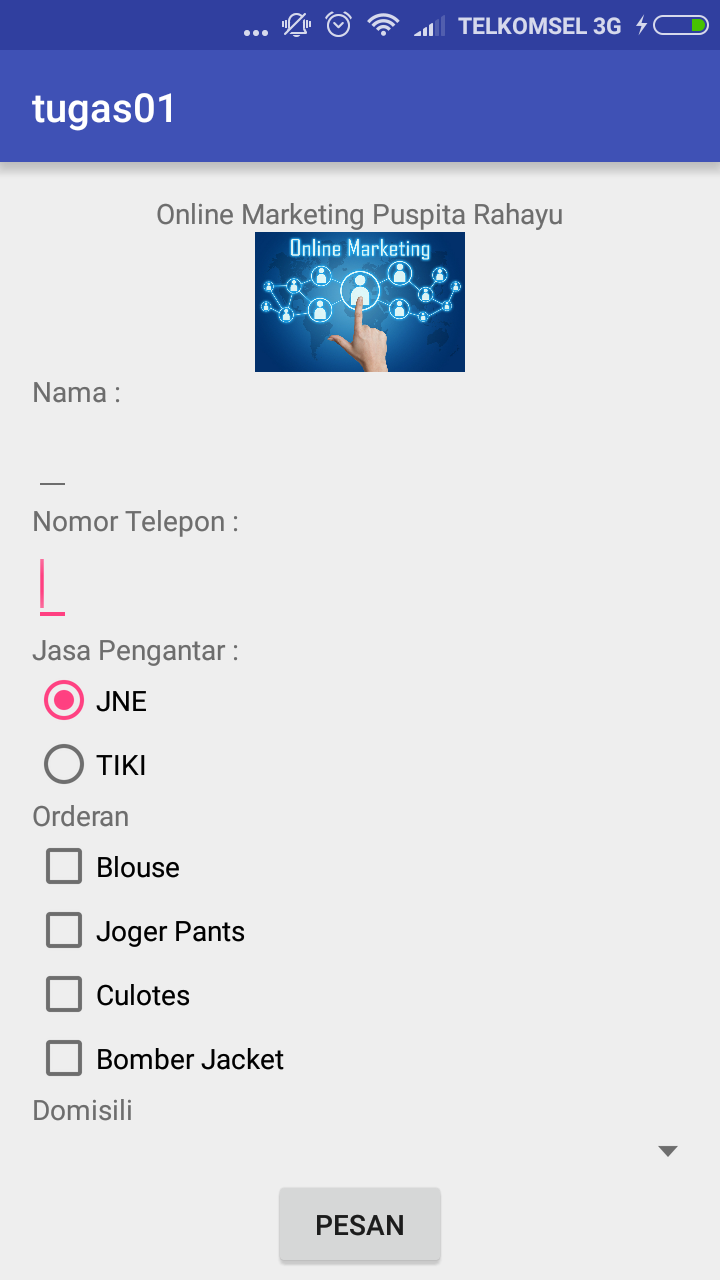 TELKOMSEL 3G
tugas01
Online Marketing Puspita Rahayu
Online Marketing
Nama :
Nomor Telepon :
Jasa Pengantar :
JNE
TIKI
Orderan
Blouse
Joger Pants
Culotes
Bomber Jacket
Domisili
PESAN